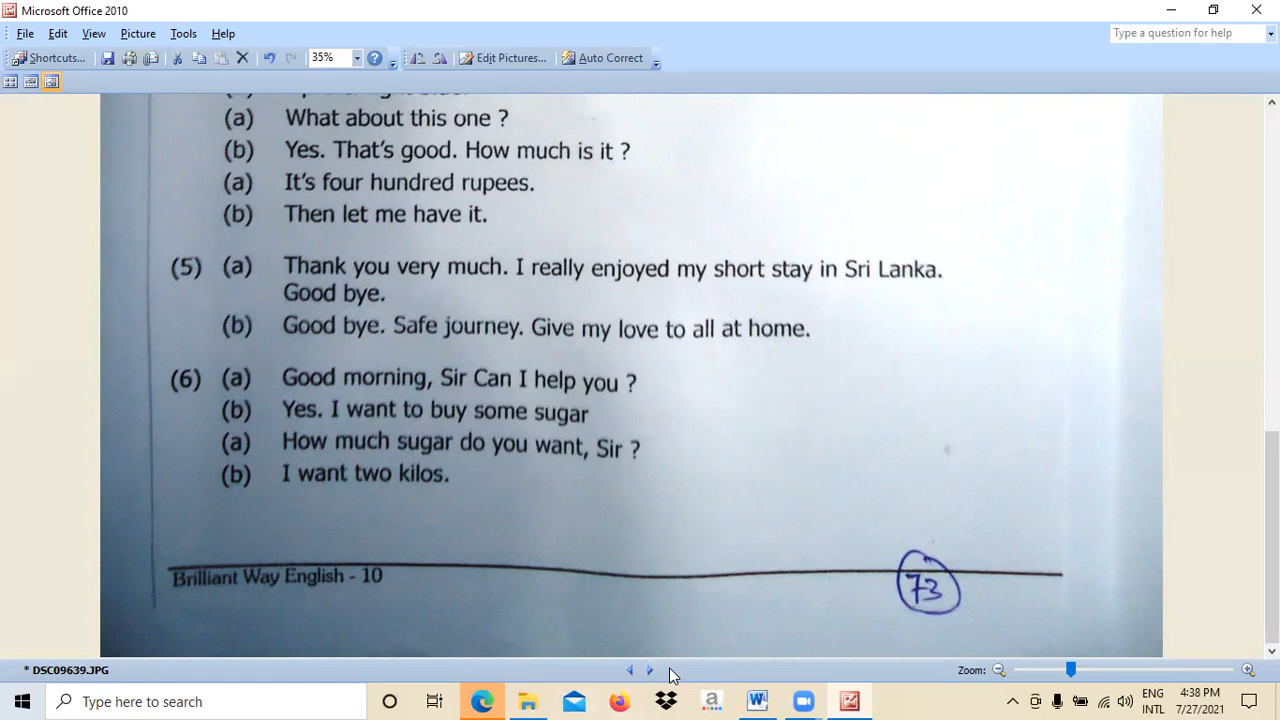 Microsoft Office 2010
File Edit View Picture Tools Help
Type a question for help
Shortcuts... 35% Edit Pictures... Auto Correct
(a) What about this one ?
(b) Yes. That's good. How much is it ?
(a) It's four hundred rupees.
(b) Then let me have it.
(5) (a) Thank you very much. I really enjoyed my short stay in Sri Lanka.
Good bye.
(b) Good bye. Safe journey. Give my love to all at home.
(6) (a) Good morning, Sir Can I help you ?
(b) Yes. I want to buy some sugar
(a) How much sugar do you want, Sir ?
(b) I want two kilos.
Brilliant Way English - 10
73
* DSC09639.JPG Zoom:
Type here to search
ENG 4:38 PM
INTL 7/27/2021